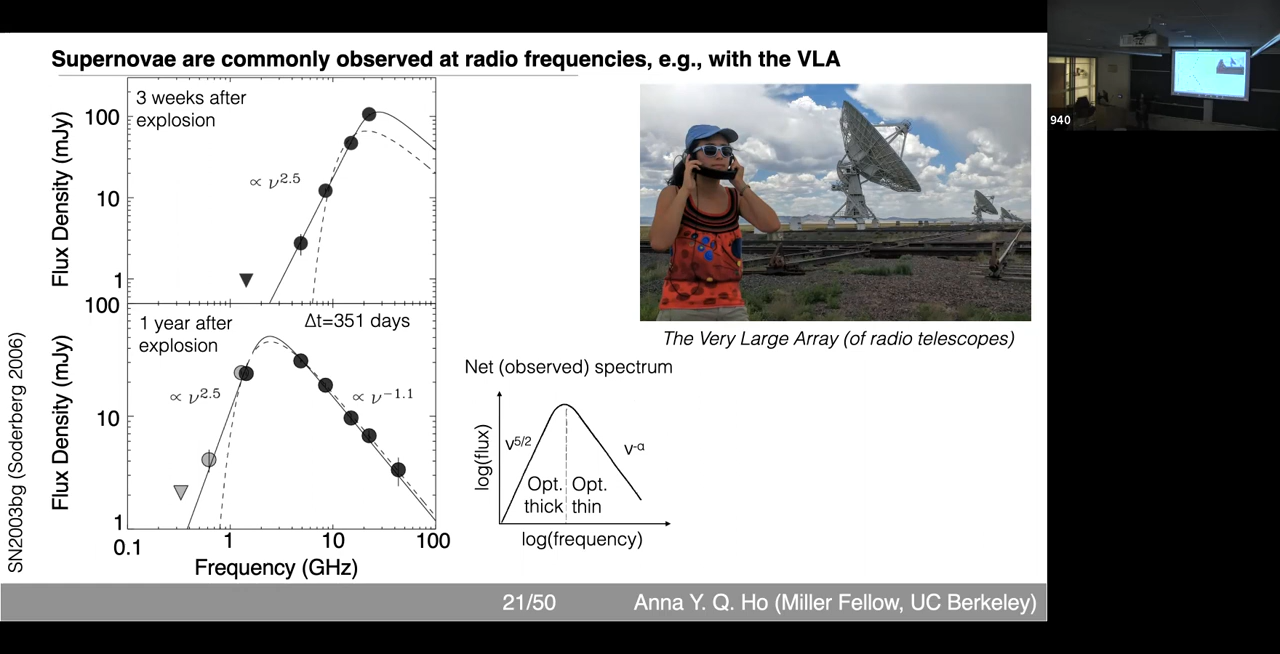 Supernovae are commonly observed at radio frequencies, e.g., with the VLA
3 weeks after
explosion
Flux Density (mJy)
100
10
1
∝ ν^2.5
100
10
1
1 year after
explosion
Δt=351 days
Flux Density (mJy)
∝ ν^2.5
∝ ν^−1.1
0.1
1
10
100
Frequency (GHz)
SN2003bg (Soderberg 2006)
The Very Large Array (of radio telescopes)
Net (observed) spectrum
log(flux)
ν^5/2
ν^-α
Opt. thick
Opt. thin
log(frequency)
21/50
Anna Y. Q. Ho (Miller Fellow, UC Berkeley)
940